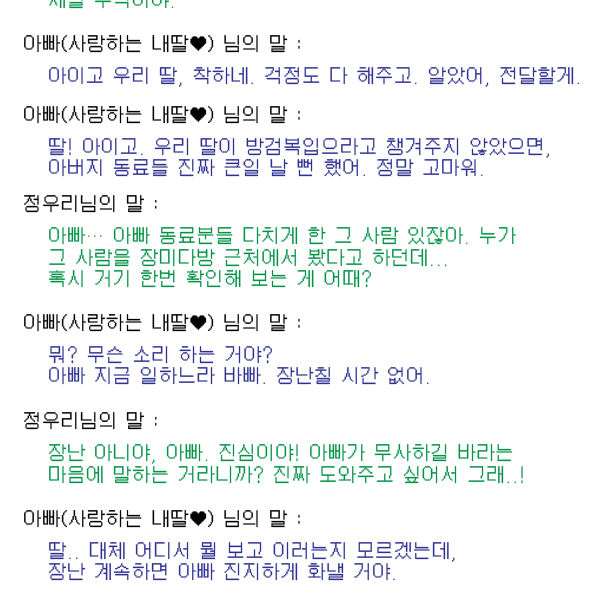 제발 부탁이야.
아빠(사랑하는 내딸♥) 님의 말 :
아이고 우리 딸, 착하네. 걱정도 다 해주고. 알았어, 전달할게.
아빠(사랑하는 내딸♥) 님의 말 :
딸! 아이고. 우리 딸이 방검복입으라고 챙겨주지 않았으면,
아버지 동료들 진짜 큰일 날 뻔 했어. 정말 고마워.
정우리님의 말 :
아빠… 아빠 동료분들 다치게 한 그 사람 있잖아. 누가
그 사람을 장미다방 근처에서 봤다고 하던데...
혹시 거기 한번 확인해 보는 게 어때?
아빠(사랑하는 내딸♥) 님의 말 :
뭐? 무슨 소리 하는 거야?
아빠 지금 일하느라 바빠. 장난칠 시간 없어.
정우리님의 말 :
장난 아니야, 아빠. 진심이야! 아빠가 무사하길 바라는
마음에 말하는 거라니까? 진짜 도와주고 싶어서 그래..!
아빠(사랑하는 내딸♥) 님의 말 :
딸.. 대체 어디서 뭘 보고 이러는지 모르겠는데,
장난 계속하면 아빠 진지하게 화낼 거야.